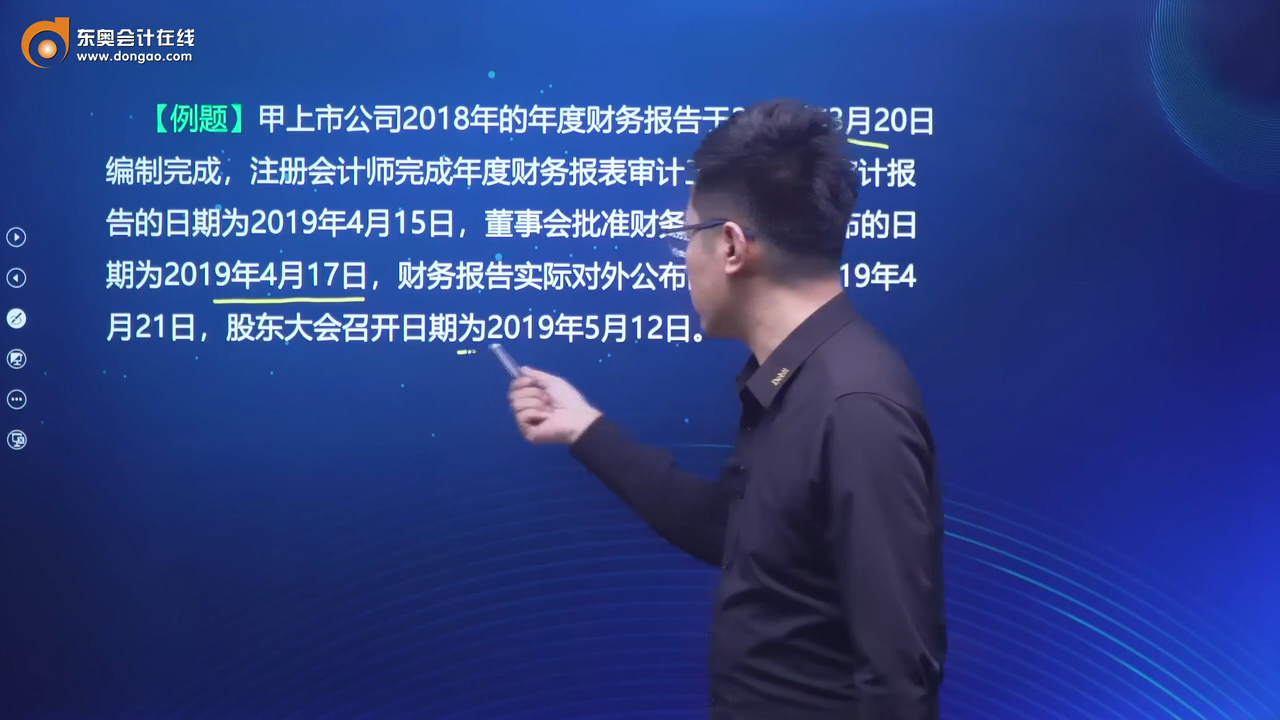 东奥会计在线
www.dongao.com
【例题】甲上市公司2018年的年度财务报告于 月20日
编制完成，注册会计师完成年度财务报表审计 计报
告的日期为2019年4月15日，董事会批准财务 的日
期为2019年4月17日，财务报告实际对外公布 19年4
月21日，股东大会召开日期为2019年5月12日。
Debit